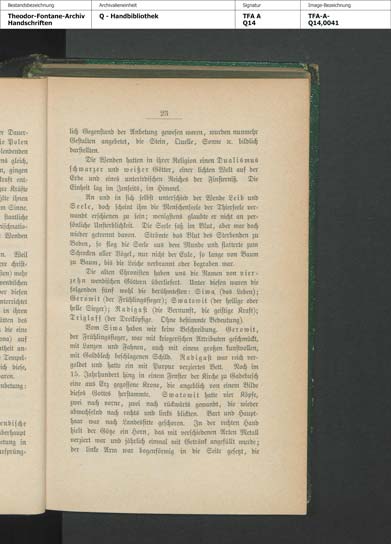 Bestandsbezeichnung
Archivalieneinheit
Signatur
Image-Bezeichnung
Theodor-Fontane-Archiv
Handschriften
Q - Handbibliothek
TFA A
Q14
TFA-A-
Q14,0041
23
lich Gegenstand der Anbetung gewesen waren, wurden nunmehr
Gestalten angebetet, die Stein, Quelle, Sonne ꝛc. bildlich
darstellten.
Die Wenden hatten in ihrer Religion einen Dualismus
schwarzer und weißer Götter, einer lichten Welt auf der
Erde und eines unterirdischen Reiches der Finsterniß. Die
Einheit lag im Jenseits, im Himmel.
An und in sich selbst unterschied der Wende Leib und
Seele, doch scheint ihm die Menschenseele der Thierseele ver-
wandt erschienen zu sein; wenigstens glaubte er nicht an per-
sönliche Unsterblichkeit. Die Seele saß im Blut, aber war doch
wieder getrennt davon. Strömte das Blut des Sterbenden zu
Boden, so flog die Seele aus dem Munde und flatterte zum
Schrecken aller Vögel, nur nicht der Eule, so lange von Baum
zu Baum, bis die Leiche verbrannt oder begraben war.
Die alten Chronisten haben uns die Namen von vier-
zehn wendischen Göttern überliefert. Unter diesen waren die
folgenden fünf wohl die berühmtesten: Siwa (das Leben);
Gerowit (der Frühlingssieger); Swatowit (der heilige oder
helle Sieger); Radigast (die Vernunft, die geistige Kraft);
Triglaff (der Dreiköpfige. Ohne bestimmte Bedeutung).
Vom Siwa haben wir keine Beschreibung. Gerowit,
der Frühlingssieger, war mit kriegerischen Attributen geschmückt,
mit Lanzen und Fahnen, auch mit einem großen kunstvollen,
mit Goldblech beschlagenen Schild. Radigast war reich ver-
goldet und hatte ein mit Purpur verziertes Bett. Noch im
15. Jahrhundert hing in einem Fenster der Kirche zu Gadebusch
eine aus Erz gegossene Krone, die angeblich von einem Bilde
dieses Gottes herstammte. Swatowit hatte vier Köpfe,
zwei nach vorne, zwei nach rückwärts gewandt, die wieder
abwechselnd nach rechts und links blickten. Bart und Haupt-
haar war nach Landessitte geschoren. In der rechten Hand
hielt der Götze ein Horn, das mit verschiedenen Arten Metall
verziert war und jährlich einmal mit Getränk angefüllt wurde;
der linke Arm war bogenförmig in die Seite gesetzt, die